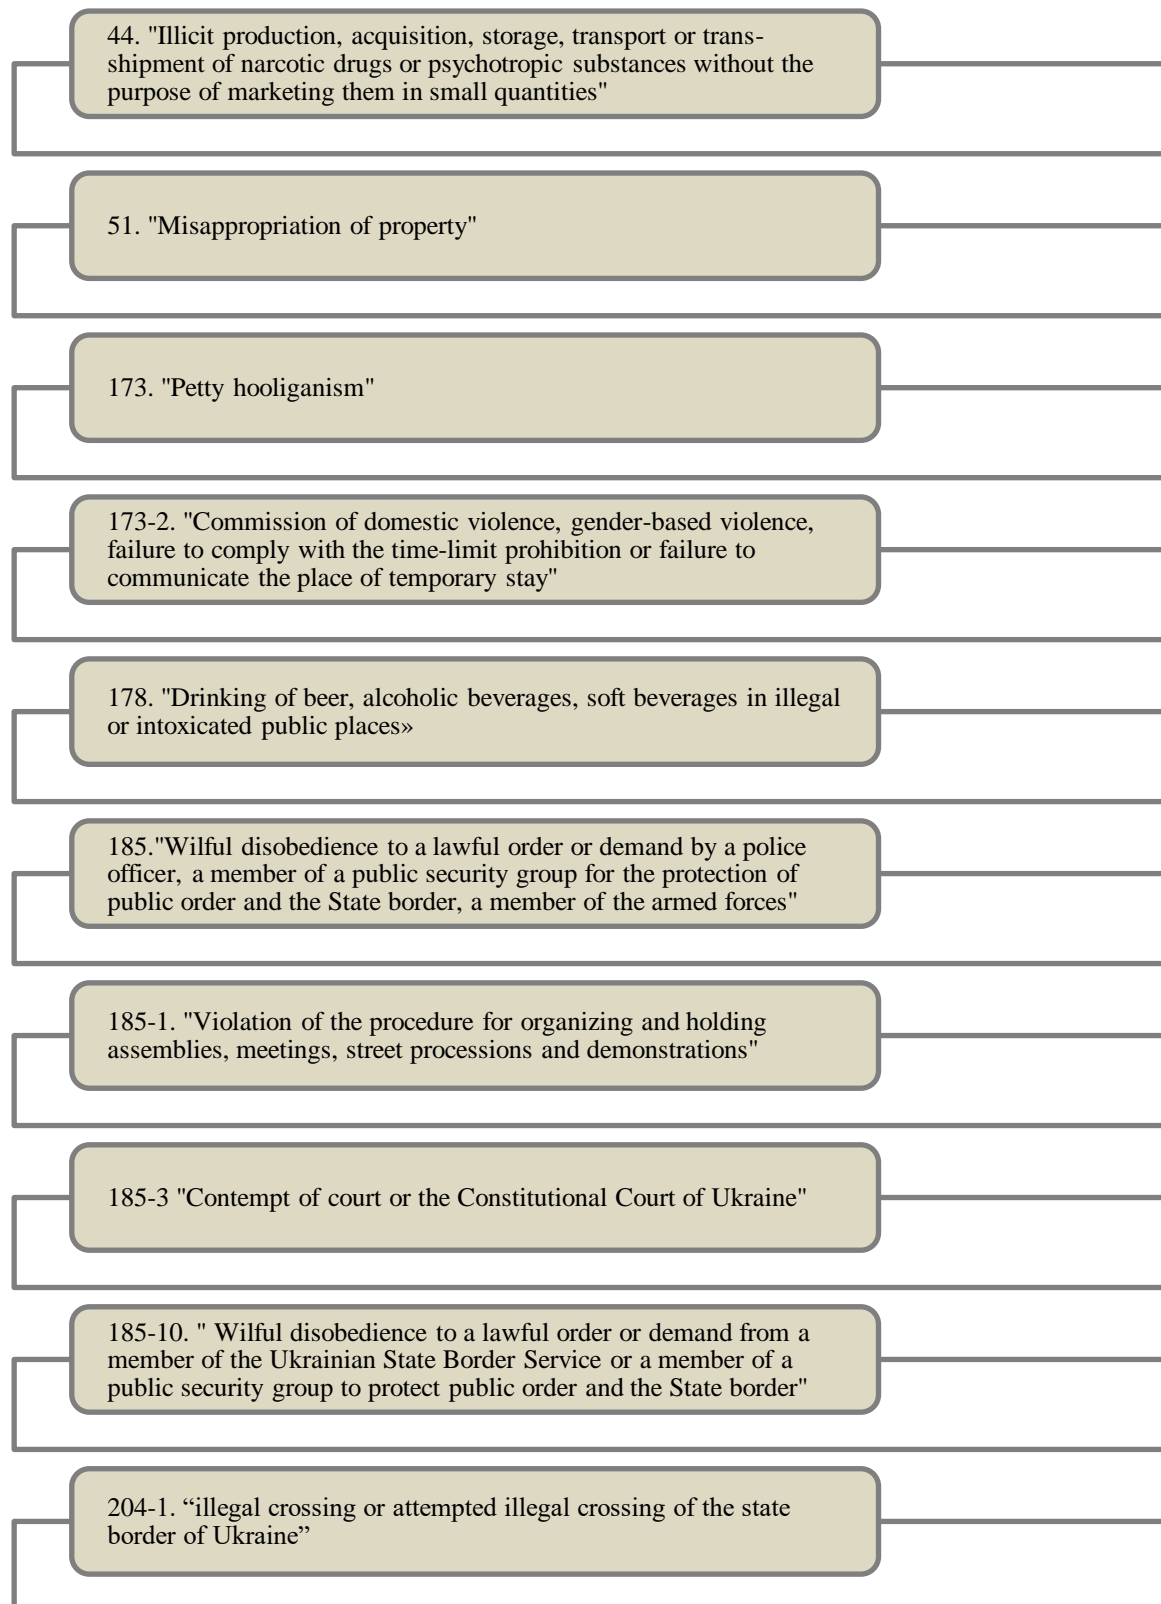 44. "Illicit production, acquisition, storage, transport or trans-
shipment of narcotic drugs or psychotropic substances without the
purpose of marketing them in small quantities"
51. "Misappropriation of property"
173. "Petty hooliganism"
173-2. "Commission of domestic violence, gender-based violence,
failure to comply with the time-limit prohibition or failure to
communicate the place of temporary stay"
178. "Drinking of beer, alcoholic beverages, soft beverages in illegal
or intoxicated public places»
185."Wilful disobedience to a lawful order or demand by a police
officer, a member of a public security group for the protection of
public order and the State border, a member of the armed forces"
185-1. "Violation of the procedure for organizing and holding
assemblies, meetings, street processions and demonstrations"
185-3 "Contempt of court or the Constitutional Court of Ukraine"
185-10. " Wilful disobedience to a lawful order or demand from a
member of the Ukrainian State Border Service or a member of a
public security group to protect public order and the State border"
204-1. “illegal crossing or attempted illegal crossing of the state
border of Ukraine”